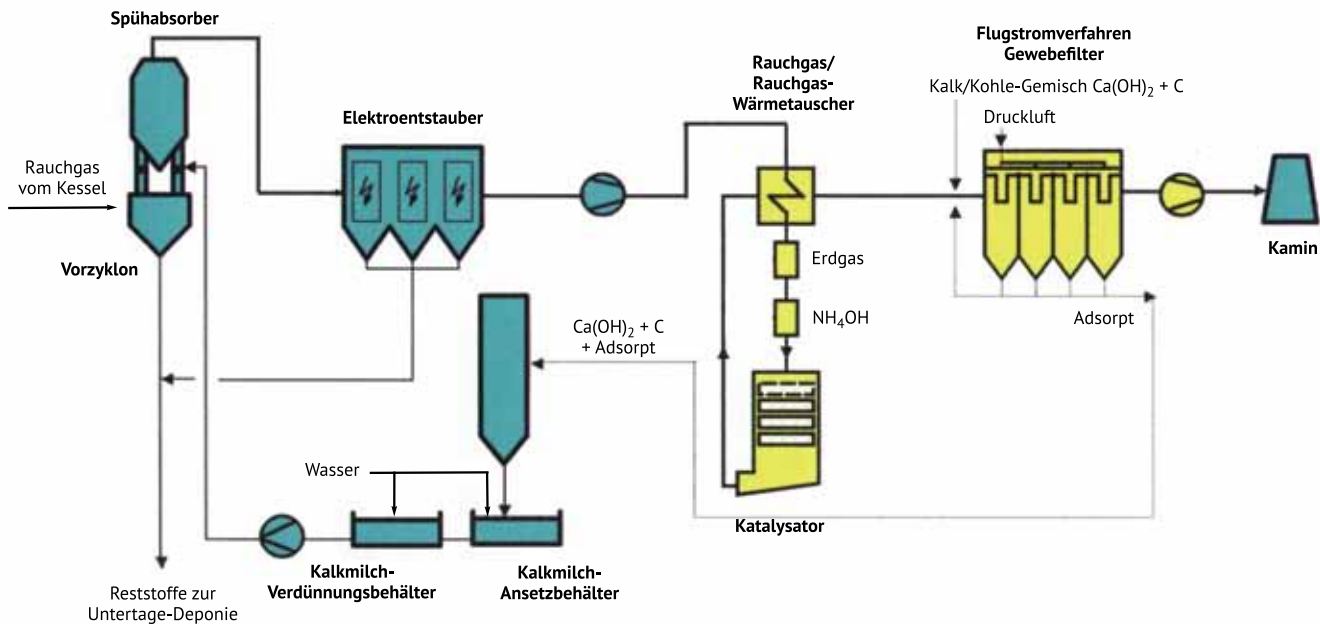 Spühabsorber
Flugstromverfahren
Gewebefilter
Rauchgas/
Rauchgas-
Wärmetauscher
Kalk/Kohle-Gemisch Ca(OH)₂ + C
Druckluft
Elektroentstauber
Rauchgas
vom Kessel
Kamin
Vorzyklon
Erdgas
NH₄OH
Adsorpt
Ca(OH)₂ + C
+ Adsorpt
Wasser
Katalysator
Kalkmilch-
Verdünnungsbehälter
Kalkmilch-
Ansetzbehälter
Reststoffe zur
Untertage-Deponie